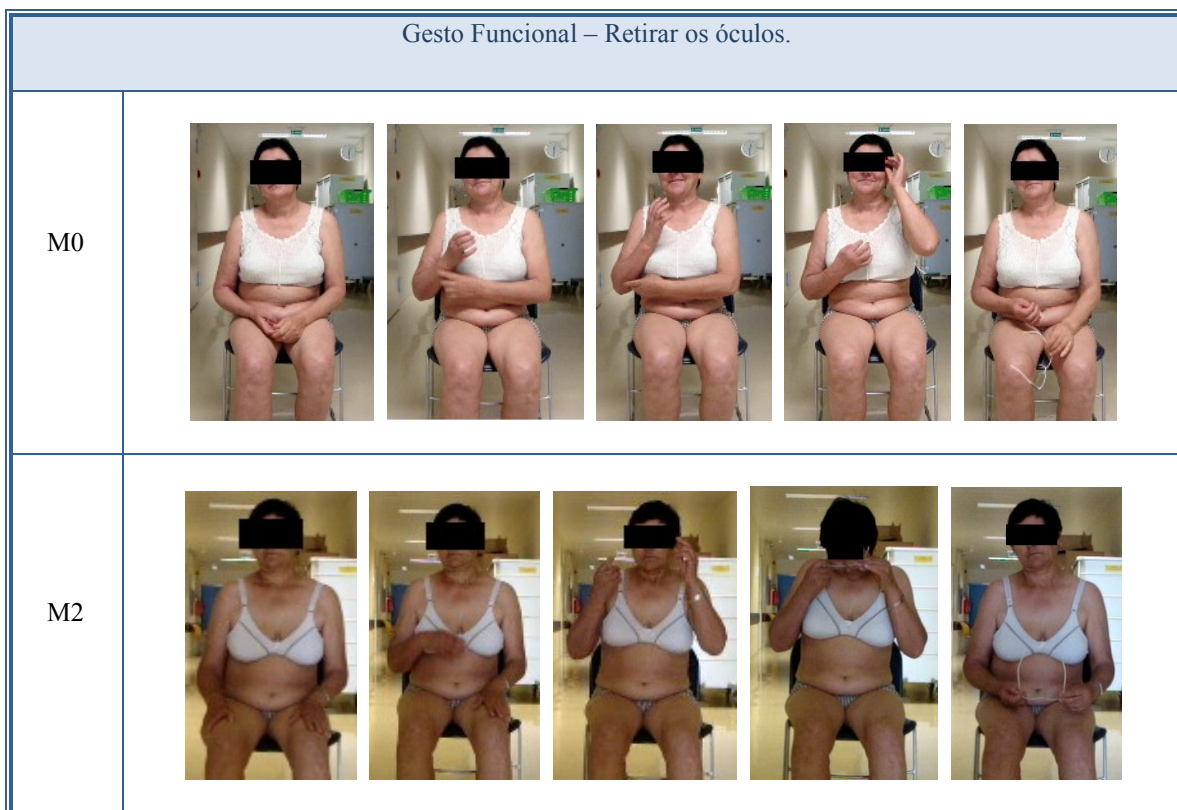 Gesto Funcional – Retirar os óculos.
M0
M2